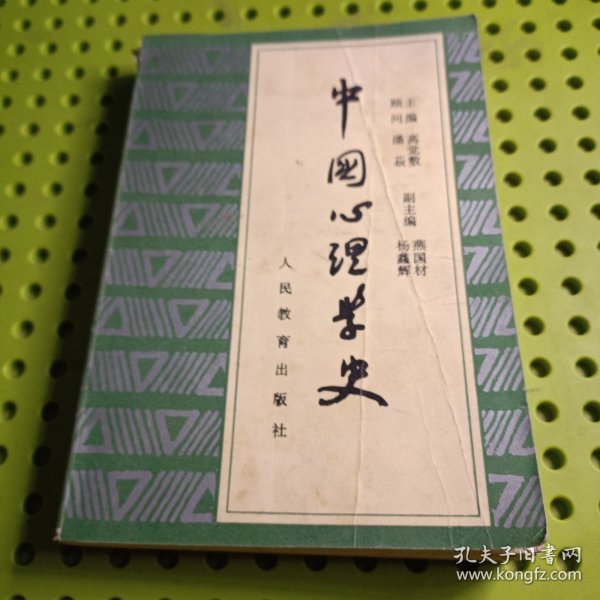 中國心理学史
主编 高觉敷
顾问 潘菽
副主编 燕国材
杨鑫辉
人民教育出版社
孔夫子旧书网
www.kongfz.com